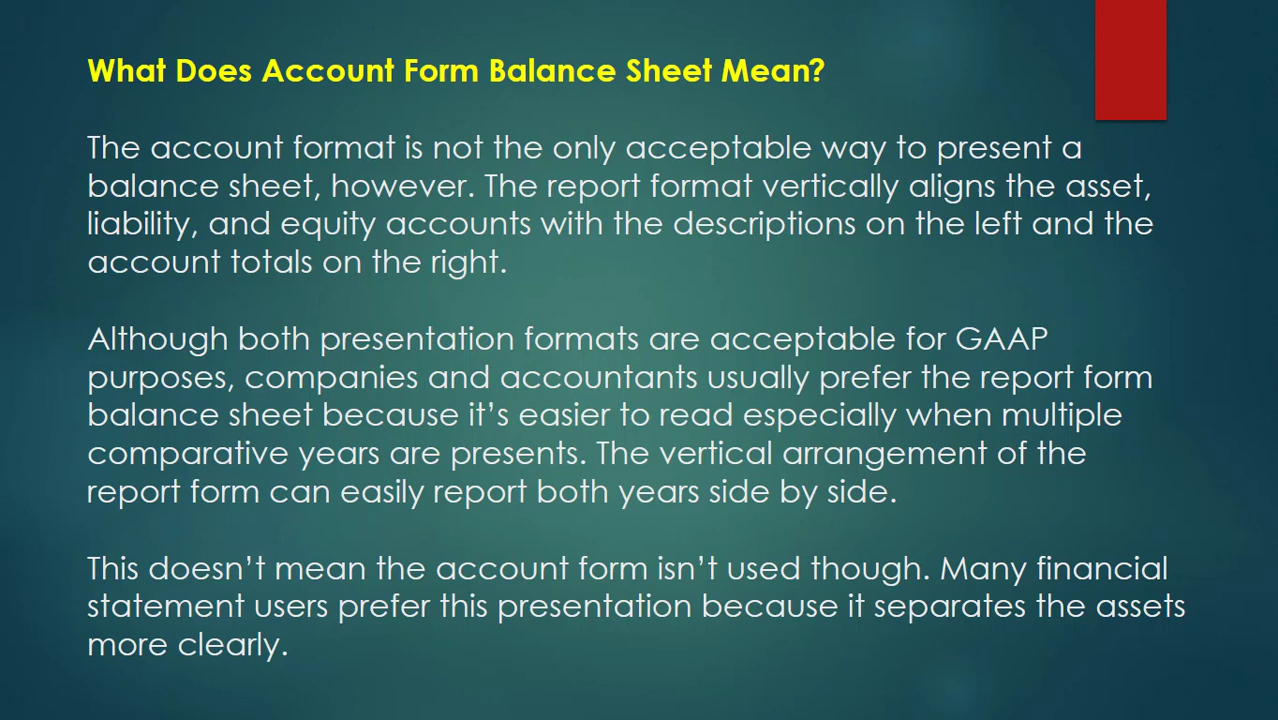 What Does Account Form Balance Sheet Mean?
The account format is not the only acceptable way to present a
balance sheet, however. The report format vertically aligns the asset,
liability, and equity accounts with the descriptions on the left and the
account totals on the right.
Although both presentation formats are acceptable for GAAP
purposes, companies and accountants usually prefer the report form
balance sheet because it’s easier to read especially when multiple
comparative years are presents. The vertical arrangement of the
report form can easily report both years side by side.
This doesn’t mean the account form isn’t used though. Many financial
statement users prefer this presentation because it separates the assets
more clearly.